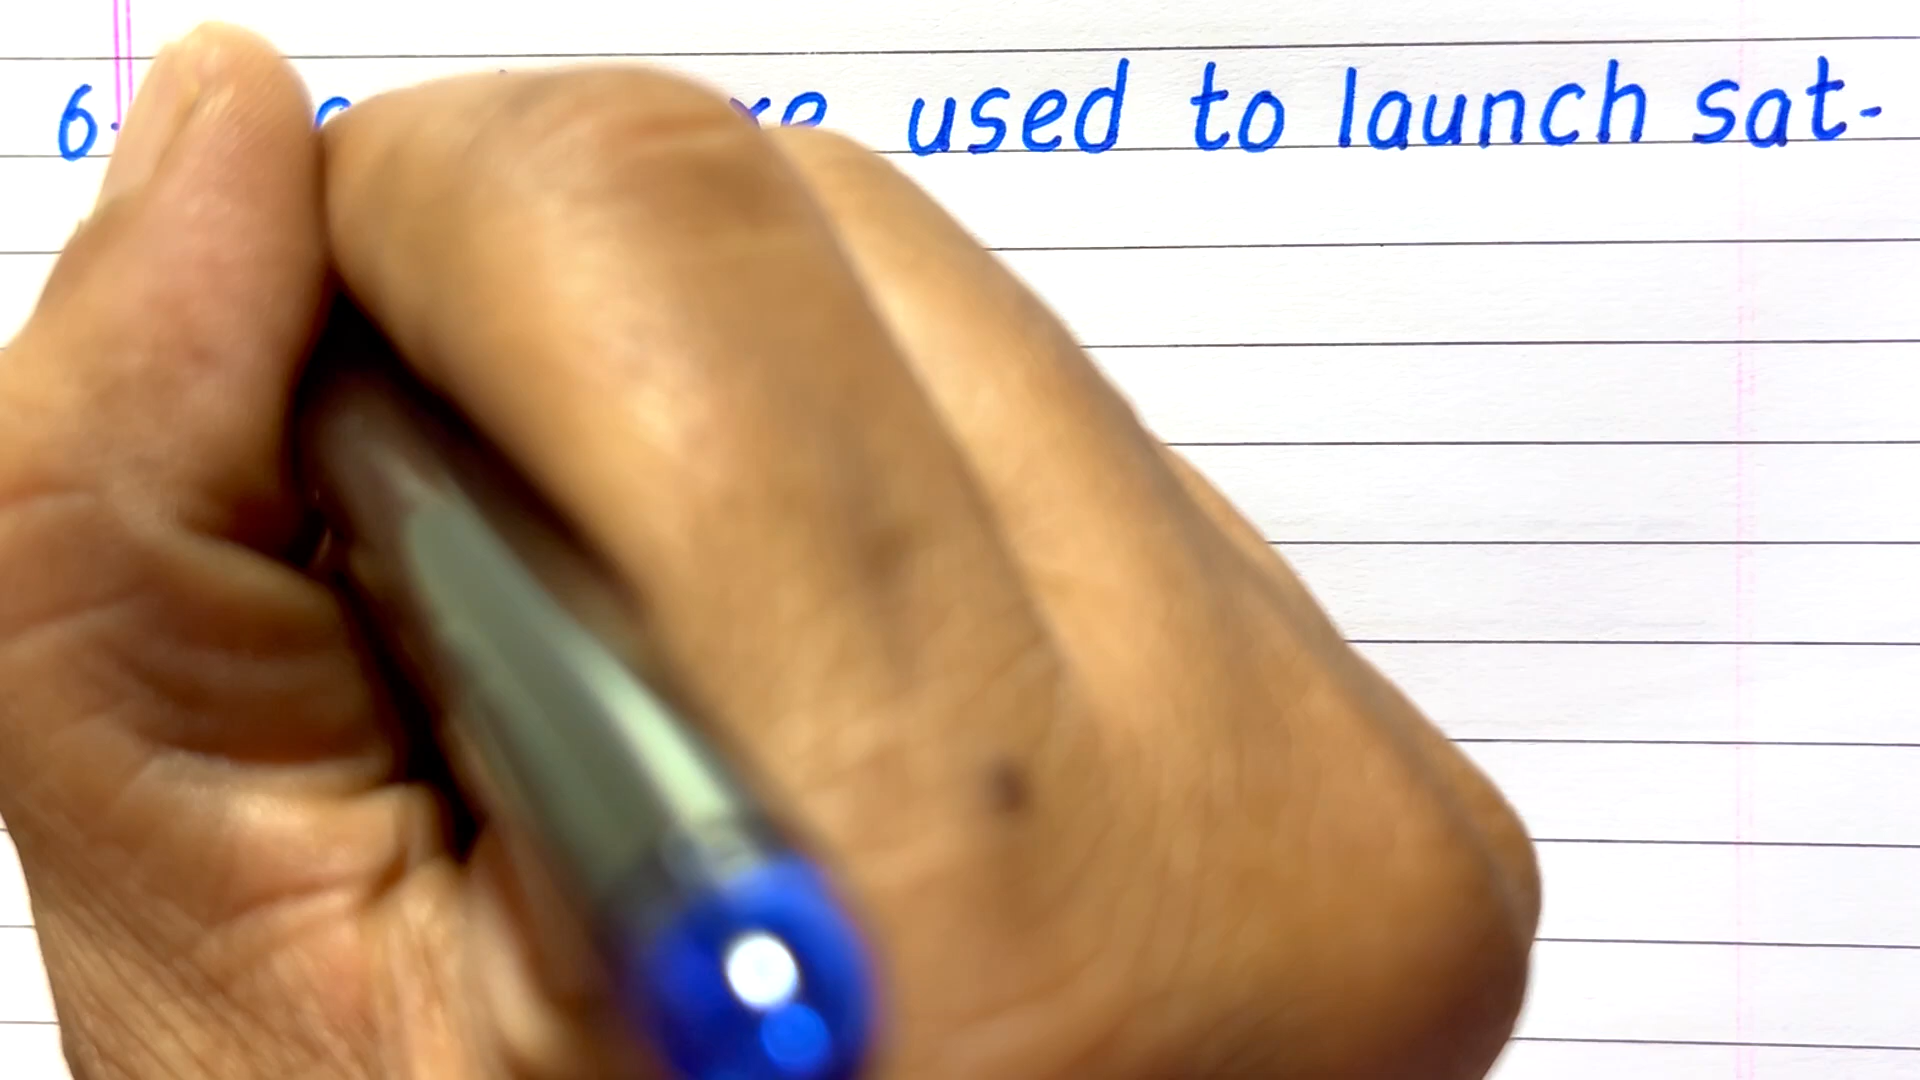 6. used to launch sat-